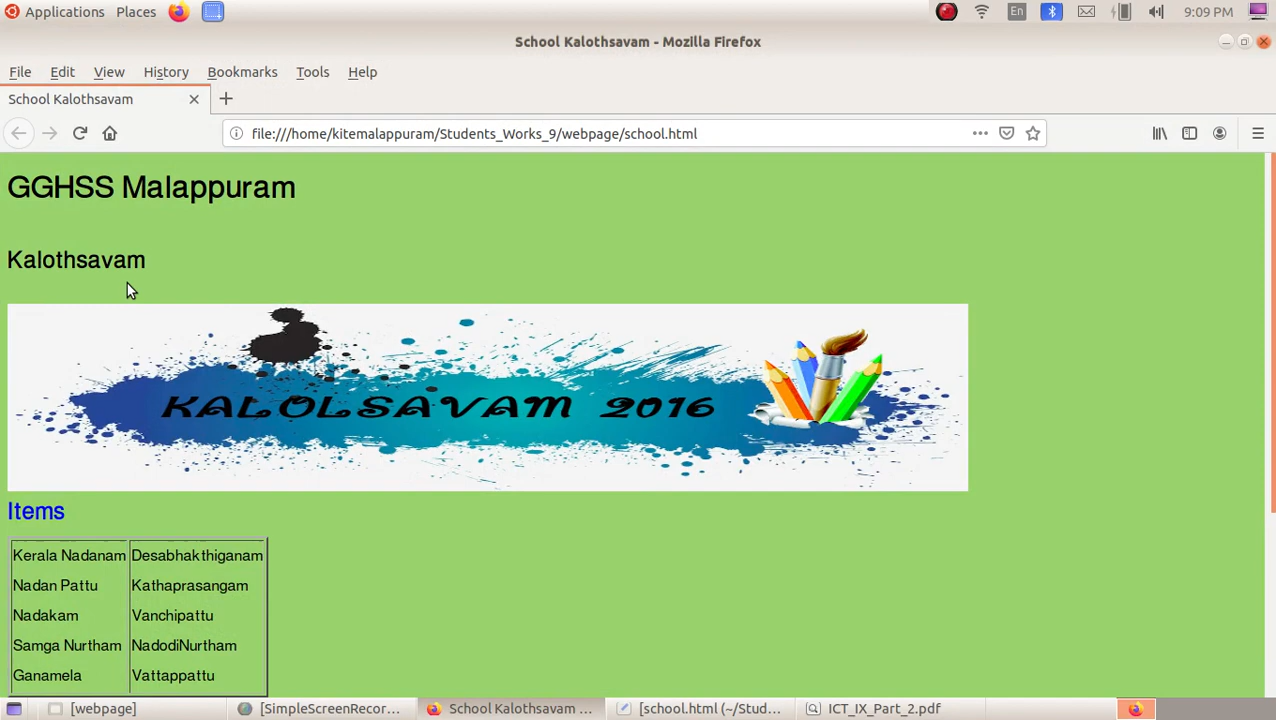 Applications Places En 9:09 PM
School Kalothsavam - Mozilla Firefox
File Edit View History Bookmarks Tools Help
School Kalothsavam
file:///home/kitemalappuram/Students_Works_9/webpage/school.html
GGHSS Malappuram
Kalothsavam
KALOLSAVAM 2016
Items
Kerala Nadanam Desabhakthiganam
Nadan Pattu Kathaprasangam
Nadakam Vanchipattu
Samga Nurtham NadodiNurtham
Ganamela Vattappattu
[webpage] [SimpleScreenRecor... School Kalothsavam ... [school.html (~/Stud... ICT_IX_Part_2.pdf